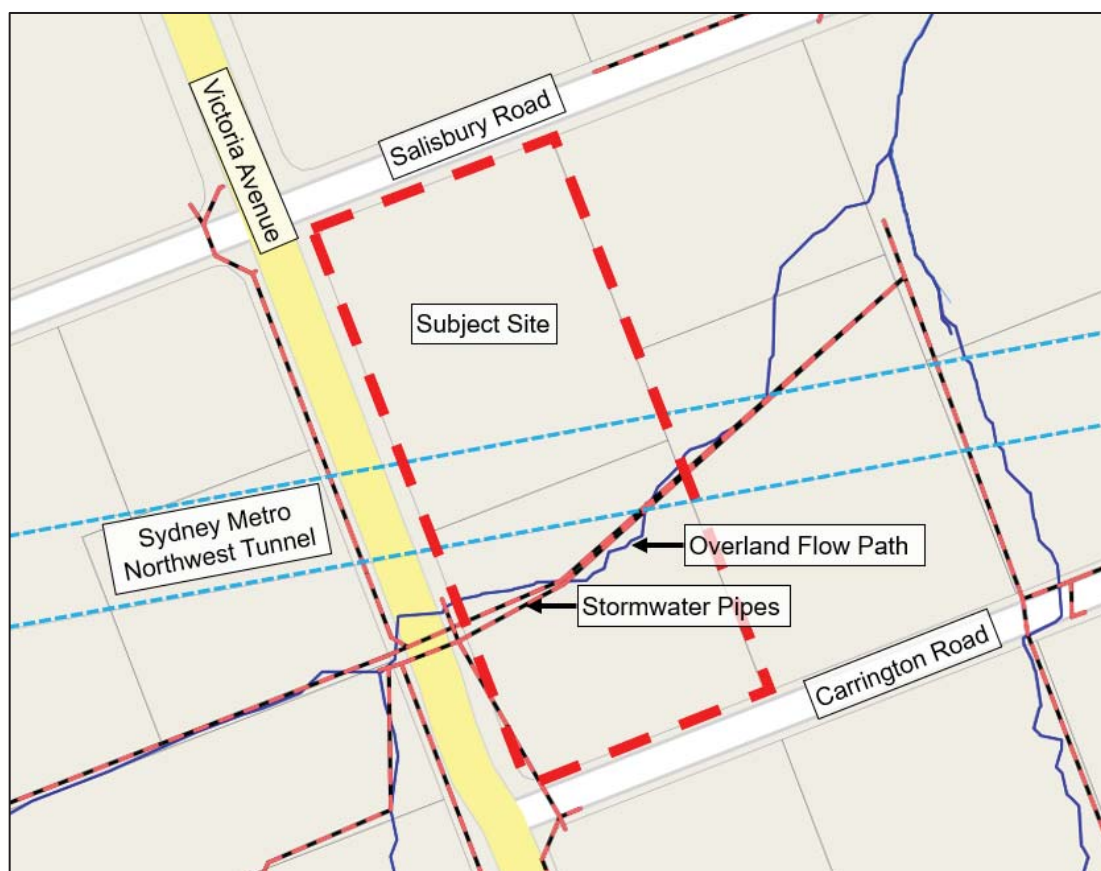 Victoria Avenue
Salisbury Road
Subject Site
Sydney Metro
Northwest Tunnel
Overland Flow Path
Stormwater Pipes
Carrington Road